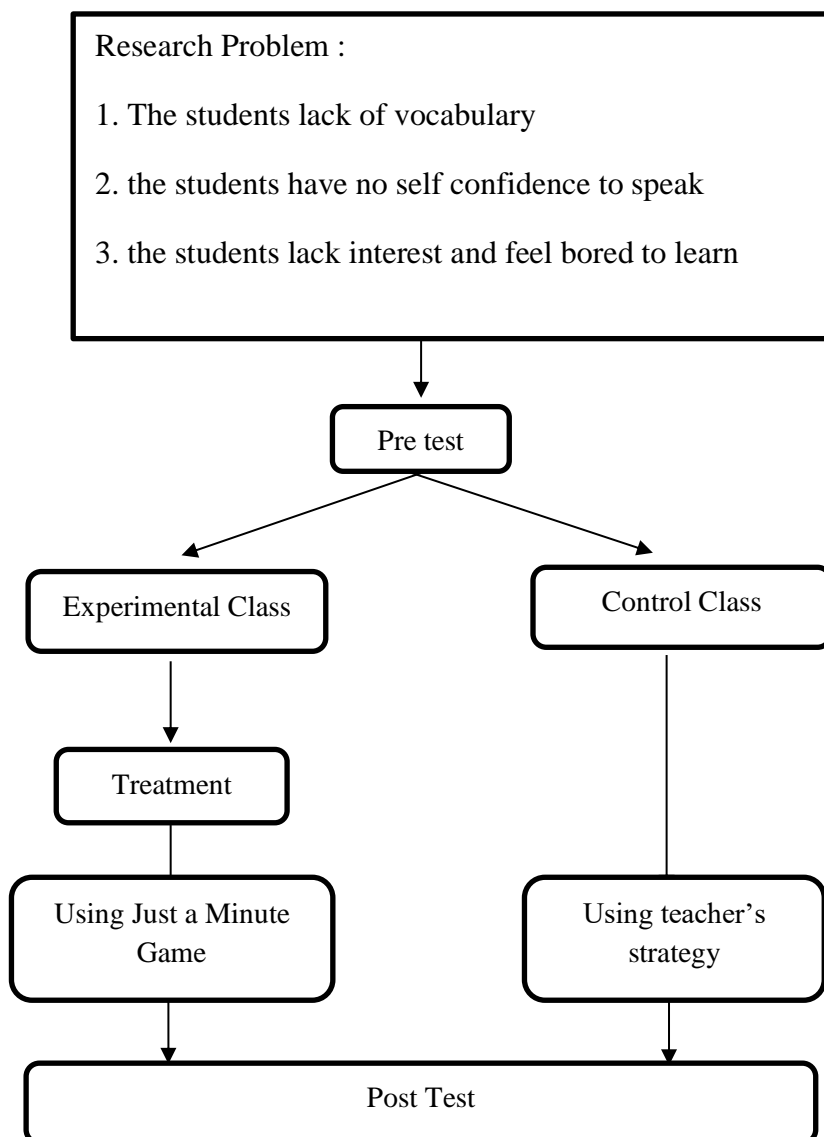 Research Problem :
1. The students lack of vocabulary
2. the students have no self confidence to speak
3. the students lack interest and feel bored to learn
Pre test
Experimental Class
Control Class
Treatment
Using Just a Minute
Game
Using teacher’s
strategy
Post Test